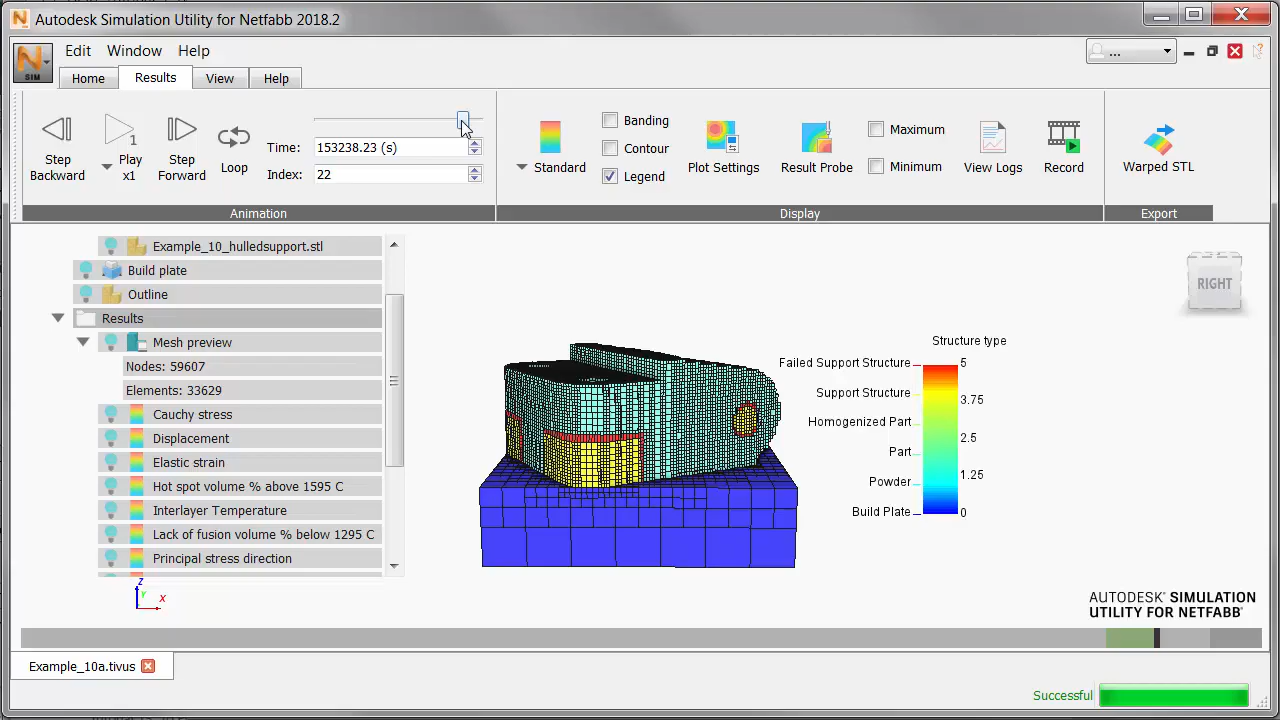 Autodesk Simulation Utility for Netfabb 2018.2
N
SIM
Edit Window Help
...
Home Results View Help
Step Backward
1
Play x1
Step Forward
Loop
Time: 153238.23 (s)
Index: 22
Animation
Standard
Banding
Contour
Legend
Plot Settings
Result Probe
Maximum
Minimum
View Logs
Record
Display
Warped STL
Export
Example_10_hulledsupport.stl
Build plate
Outline
Results
Mesh preview
Nodes: 59607
Elements: 33629
Cauchy stress
Displacement
Elastic strain
Hot spot volume % above 1595 C
Interlayer Temperature
Lack of fusion volume % below 1295 C
Principal stress direction
Z
Y
X
RIGHT
Structure type
Failed Support Structure 5
Support Structure 3.75
Homogenized Part
2.5
Part
1.25
Powder
Build Plate 0
AUTODESK® SIMULATION
UTILITY FOR NETFABB®
Example_10a.tivus
Successful